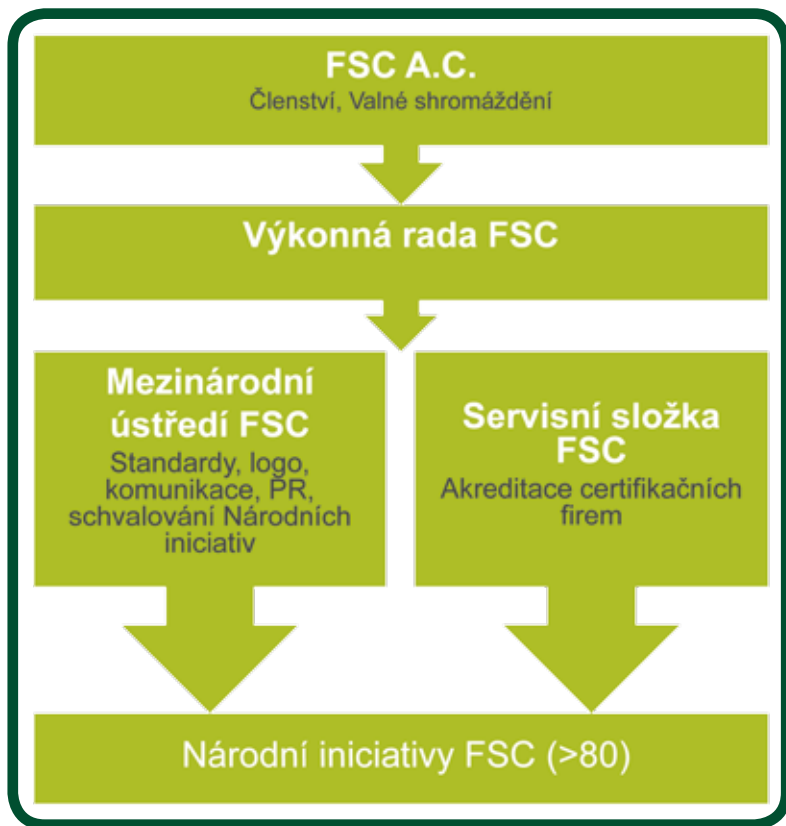 FSC A.C.
Členství, Valné shromáždění
Výkonná rada FSC
Mezinárodní
ústředí FSC
Standardy, logo,
komunikace, PR,
schvalování Národních
iniciativ
Servisní složka
FSC
Akreditace certifikačních
firem
Národní iniciativy FSC (>80)